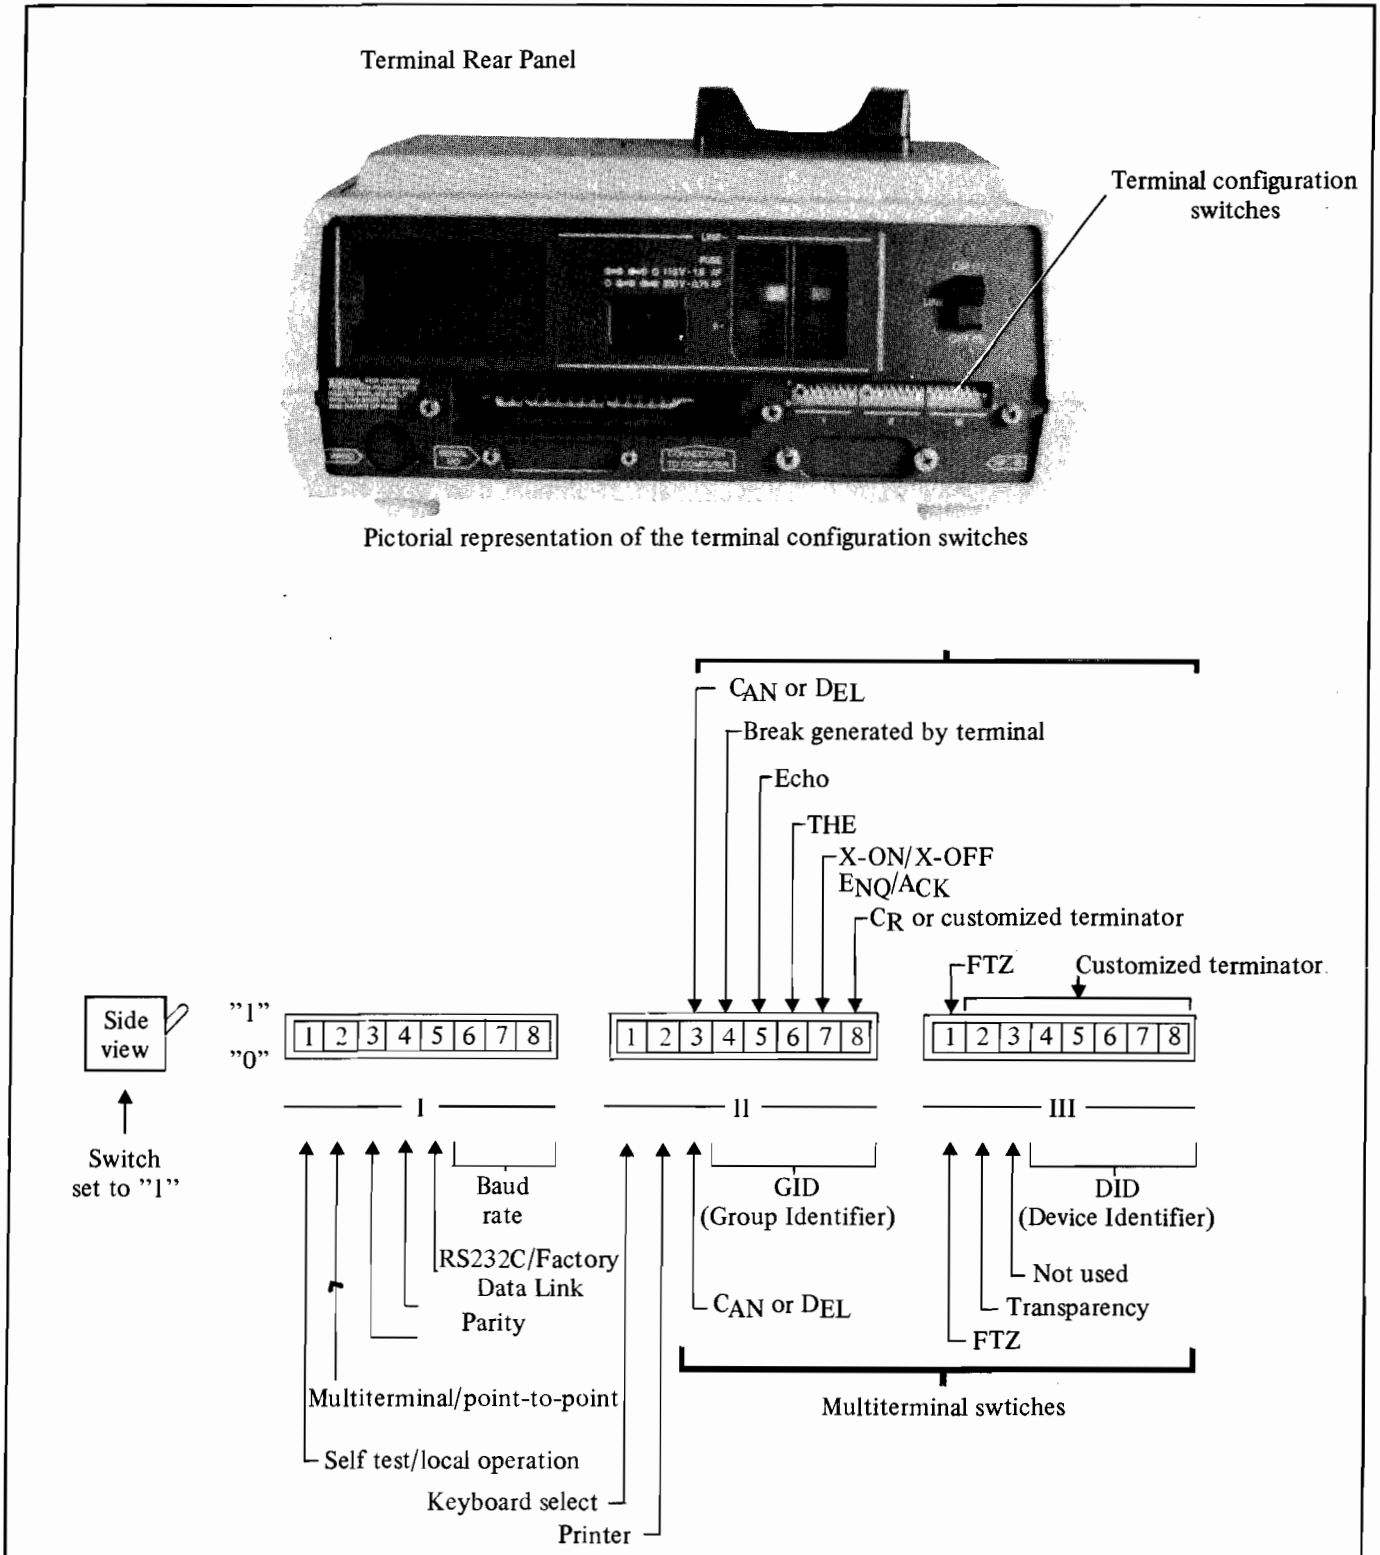 Terminal Rear Panel
Terminal configuration
switches
LINE
FUSE
Pictorial representation of the terminal configuration switches
CAN or DEL
Break generated by terminal
Echo
THE
X-ON/X-OFF
ENQ/ACK
CR or customized terminator
FTZ
Customized terminator
Side
view
"1"
"0"
1 2 3 4 5 6 7 8
1 2 3 4 5 6 7 8
1 2 3 4 5 6 7 8
I
II
III
Switch
set to "1"
Baud
rate
GID
(Group Identifier)
DID
(Device Identifier)
RS232C/Factory
Data Link
Parity
CAN or DEL
Not used
Transparency
FTZ
Multiterminal/point-to-point
Multiterminal swtiches
Self test/local operation
Keyboard select
Printer